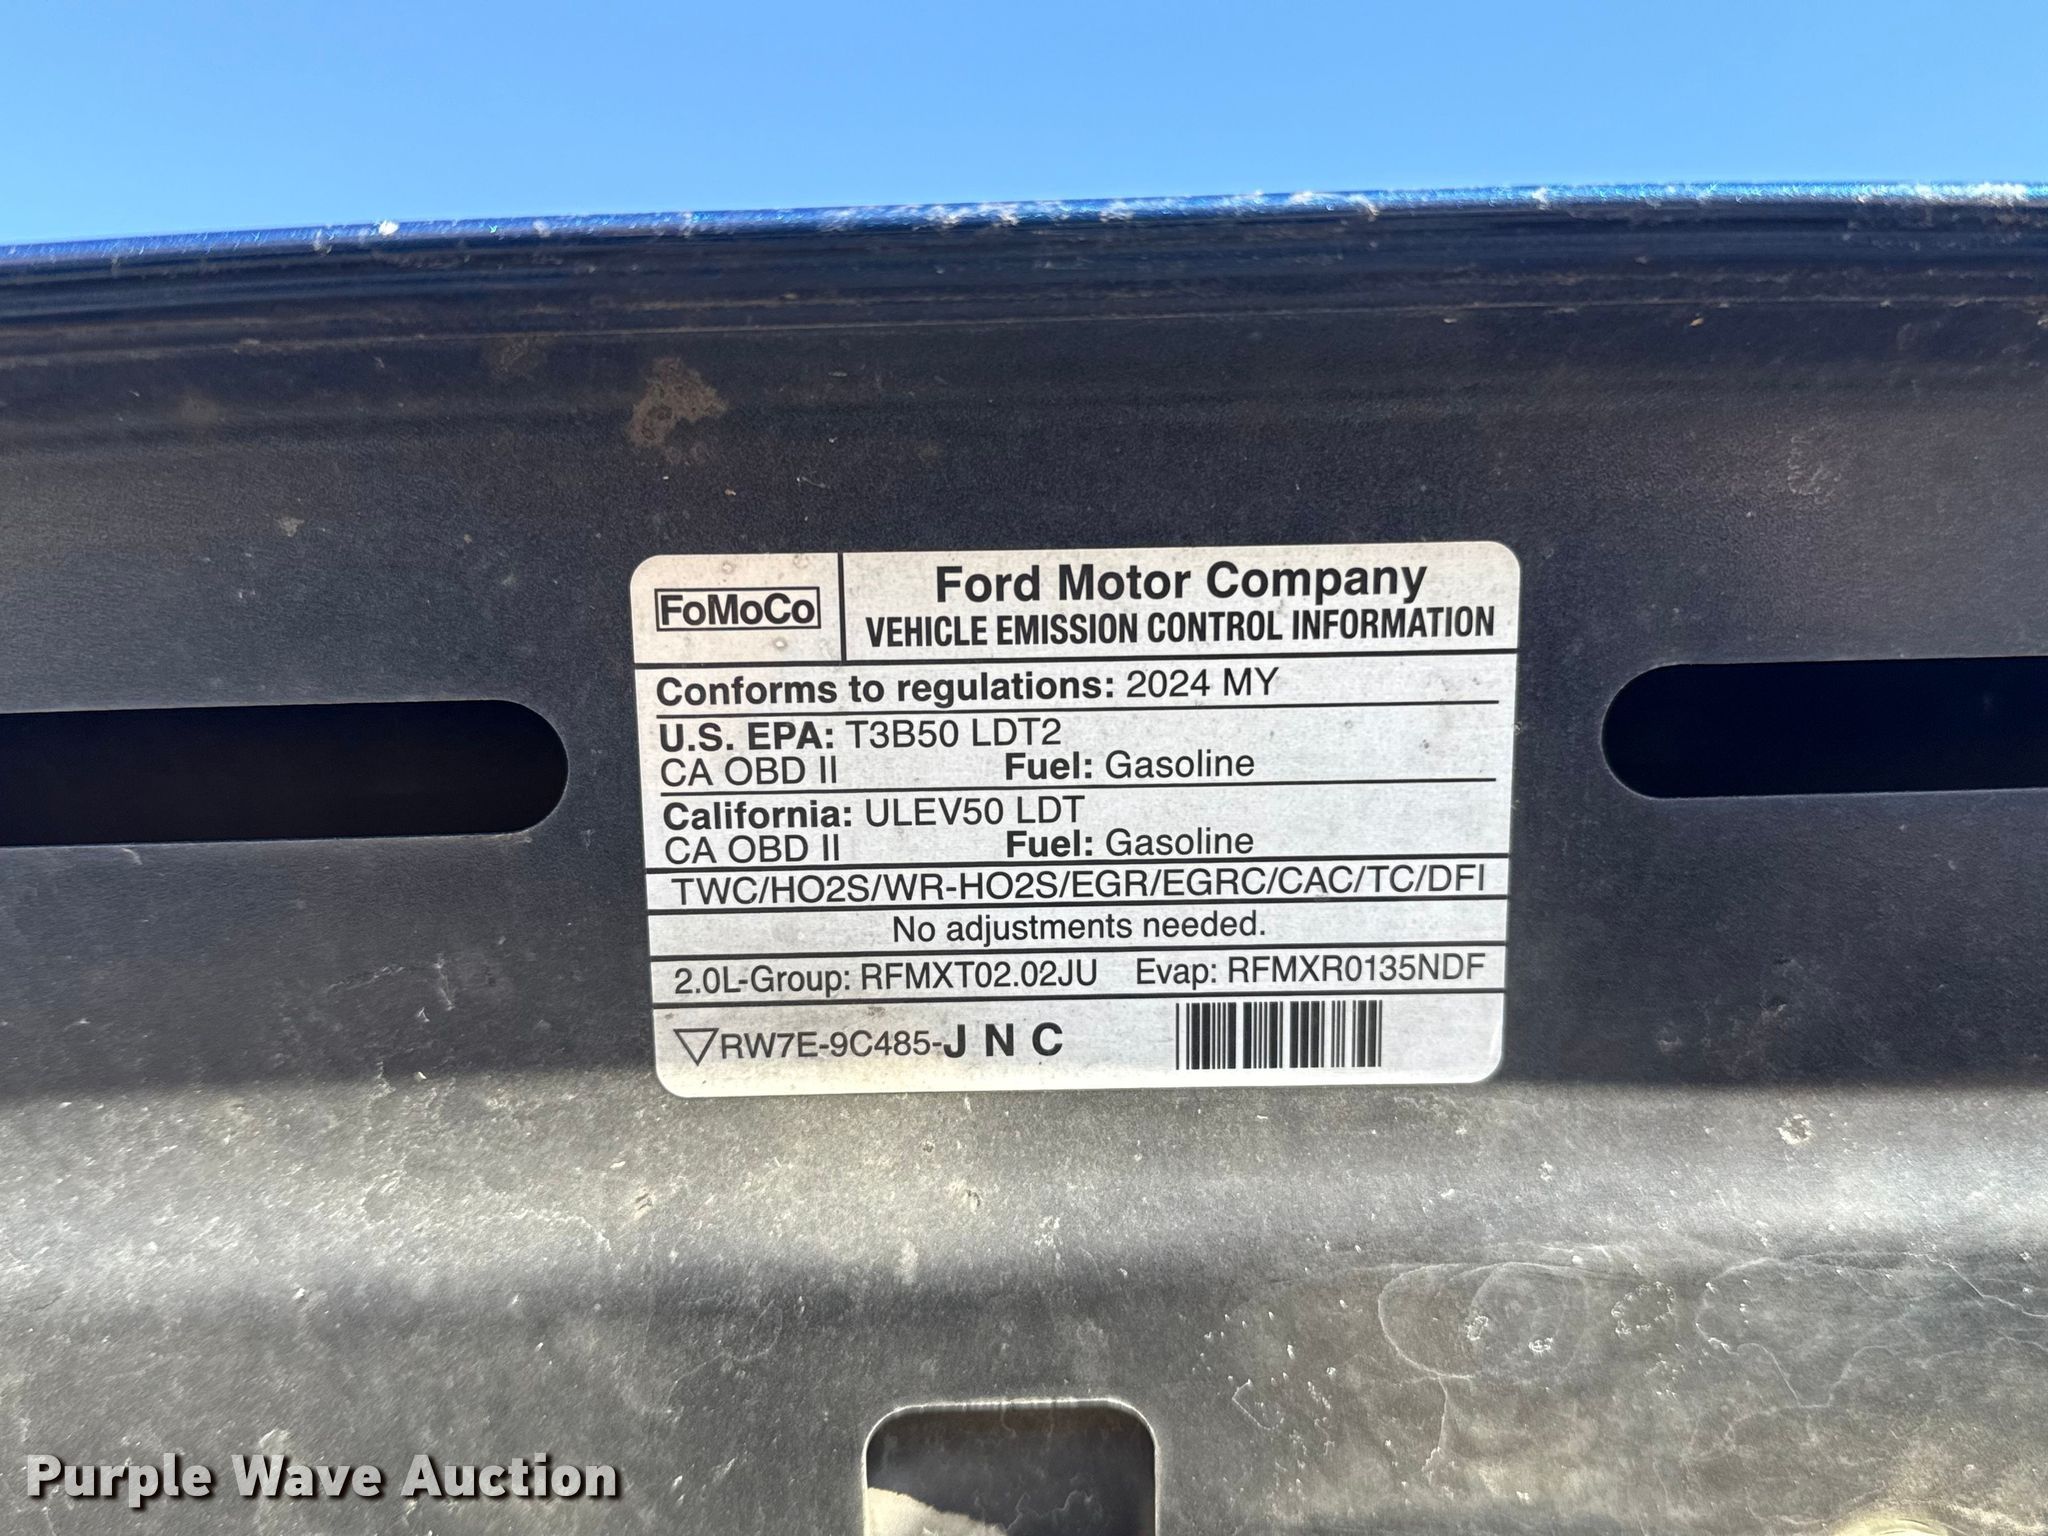 FoMoCo
Ford Motor Company
VEHICLE EMISSION CONTROL INFORMATION
Conforms to regulations: 2024 MY
U.S. EPA: T3B50 LDT2
CA OBD II Fuel: Gasoline
California: ULEV50 LDT
CA OBD II Fuel: Gasoline
TWC/HO2S/WR-HO2S/EGR/EGRC/CAC/TC/DFI
No adjustments needed.
2.0L-Group: RFMXT02.02JU Evap: RFMXR0135NDF
RW7E-9C485-J N C
Purple Wave Auction